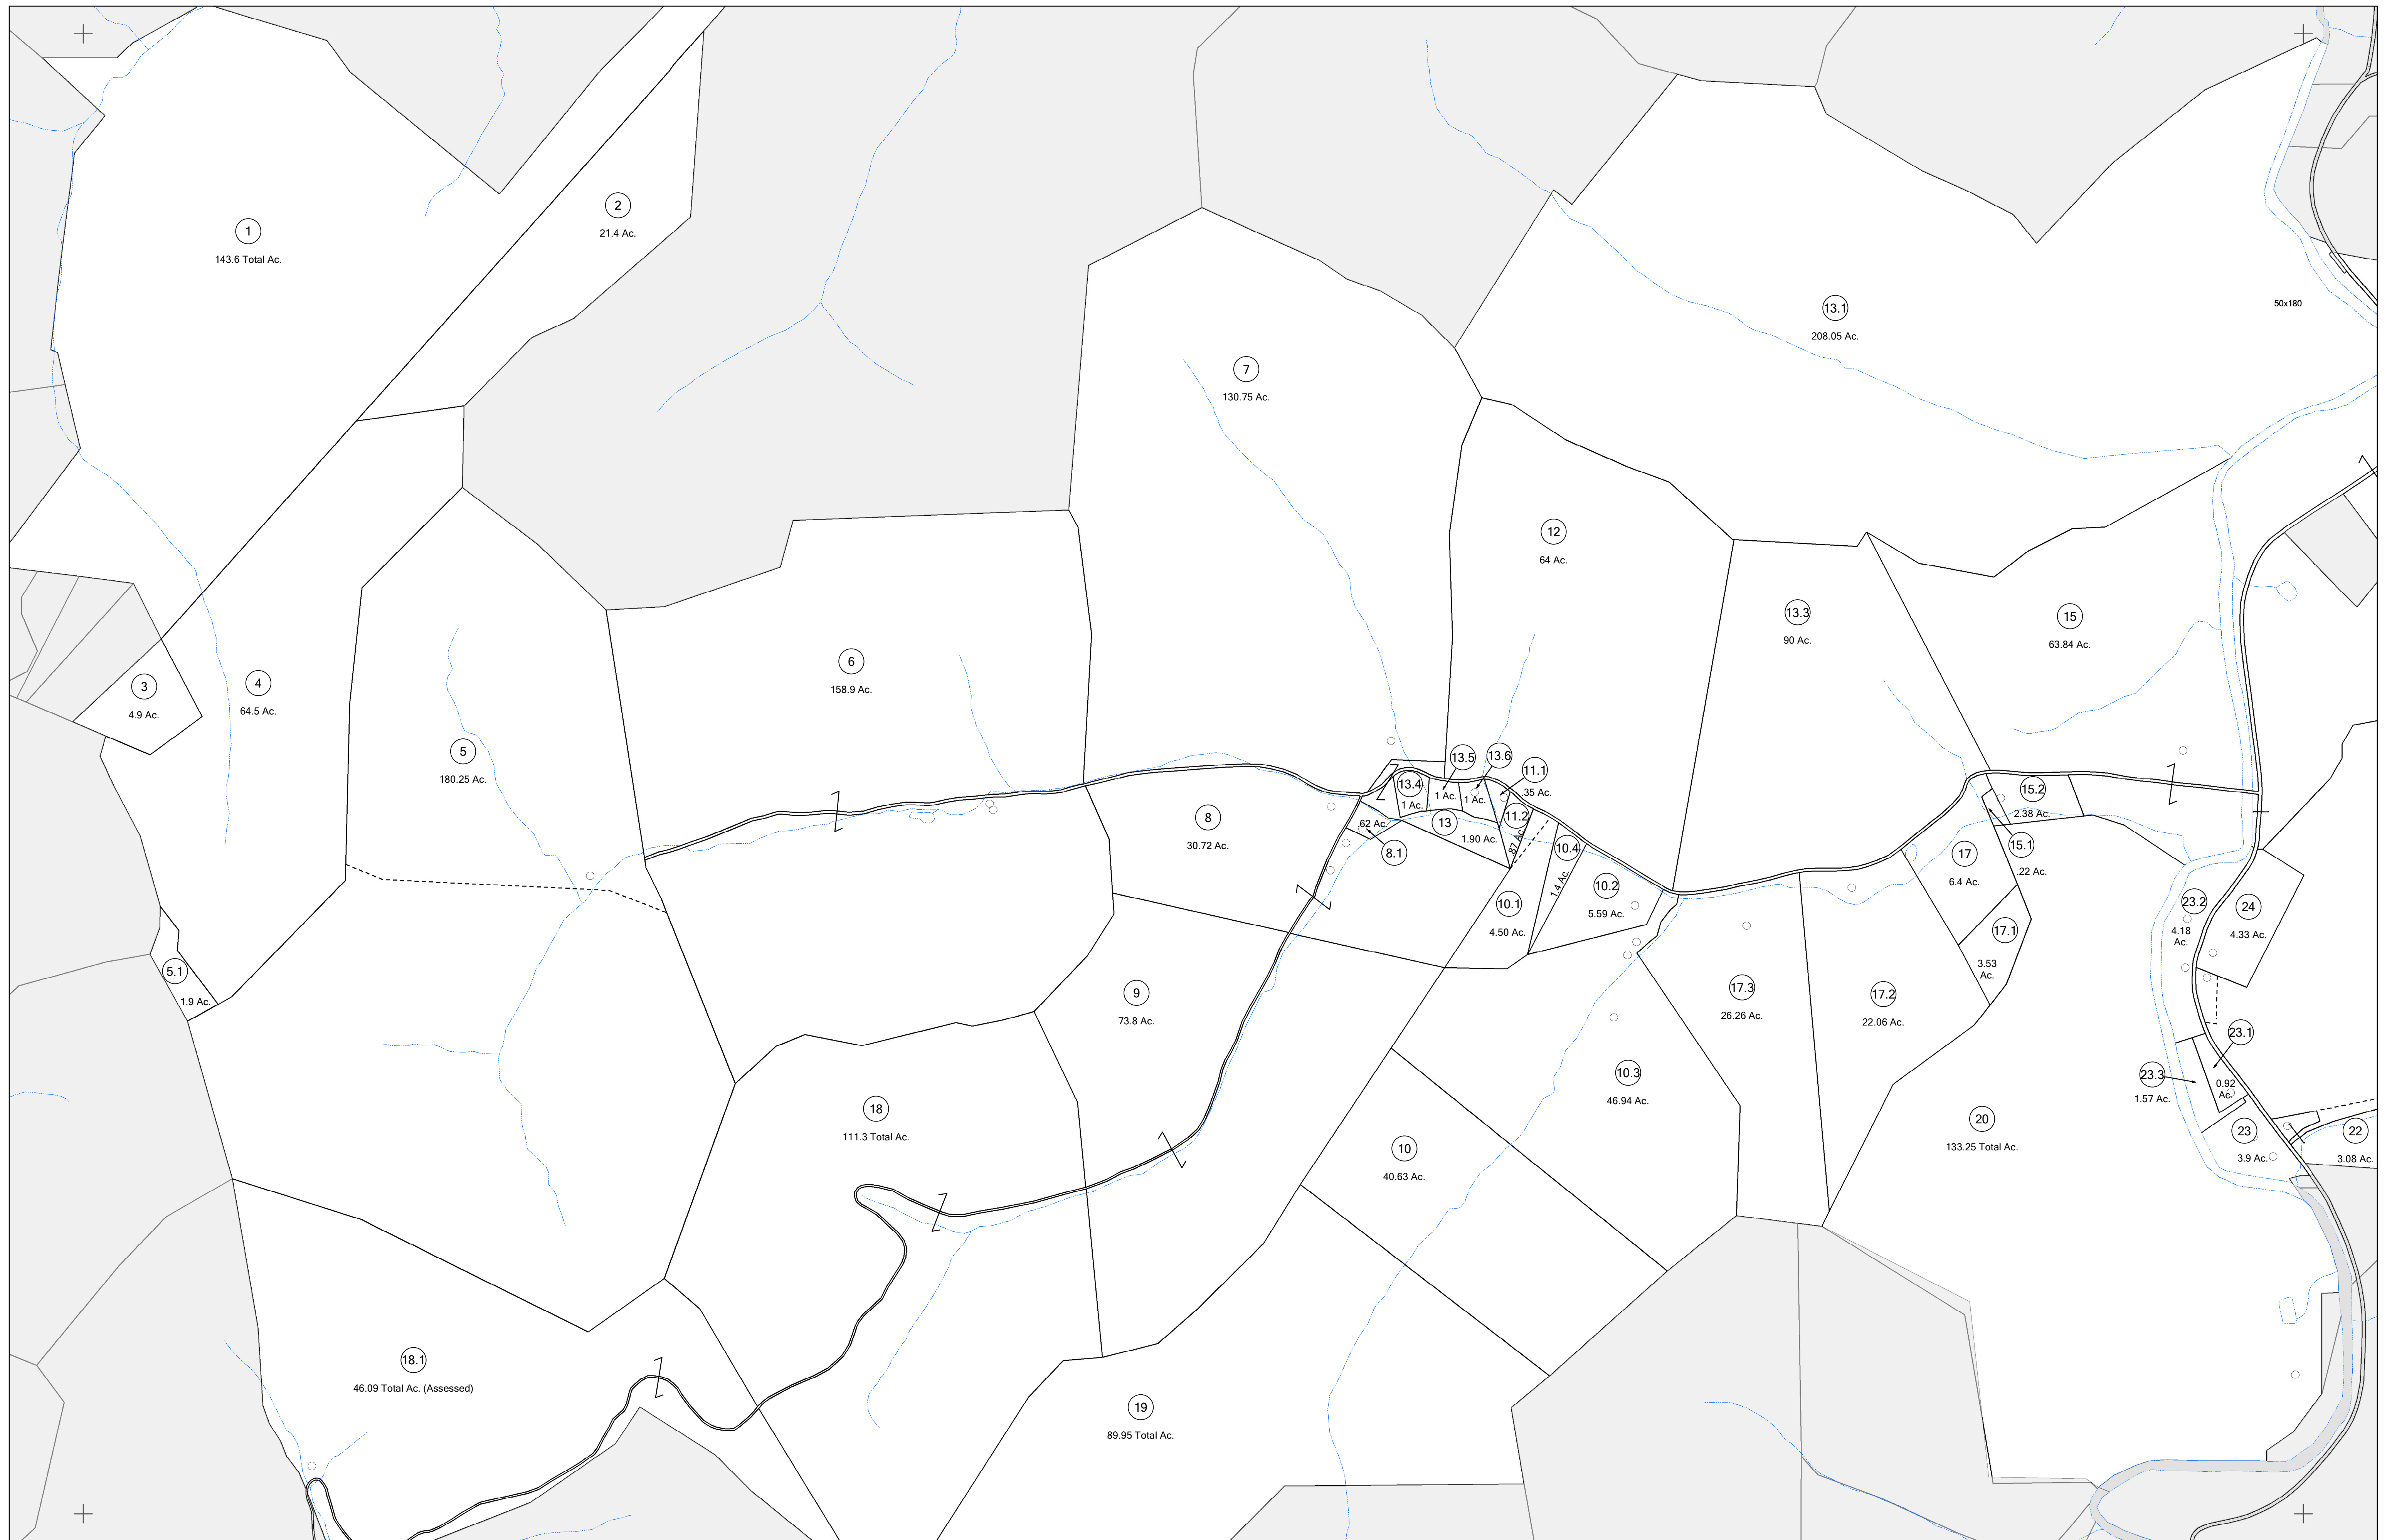 1
143.6 Total Ac.
2
21.4 Ac.
3
4.9 Ac.
4
64.5 Ac.
5
180.25 Ac.
5.1
1.9 Ac.
6
158.9 Ac.
7
130.75 Ac.
8
30.72 Ac.
.62 Ac.
8.1
9
73.8 Ac.
10
40.63 Ac.
10.1
4.50 Ac.
10.2
5.59 Ac.
10.3
46.94 Ac.
10.4
1.4 Ac.
11.1
.35 Ac.
11.2
.87 Ac.
12
64 Ac.
13
1.90 Ac.
13.1
208.05 Ac.
50x180
13.3
90 Ac.
13.4
1 Ac.
13.5
1 Ac.
13.6
1 Ac.
15
63.84 Ac.
15.1
.22 Ac.
15.2
2.38 Ac.
17
6.4 Ac.
17.1
3.53
Ac.
17.2
22.06 Ac.
17.3
26.26 Ac.
18
111.3 Total Ac.
18.1
46.09 Total Ac. (Assessed)
19
89.95 Total Ac.
20
133.25 Total Ac.
22
3.08 Ac.
23
3.9 Ac.
23.1
0.92
Ac.
23.2
4.18
Ac.
23.3
1.57 Ac.
24
4.33 Ac.